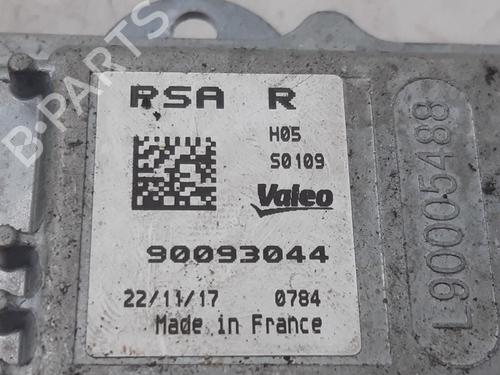 RSA R
H05
S0109
Valeo
90093044
22/11/17 0784
Made in France
L90005488
B-PARTS